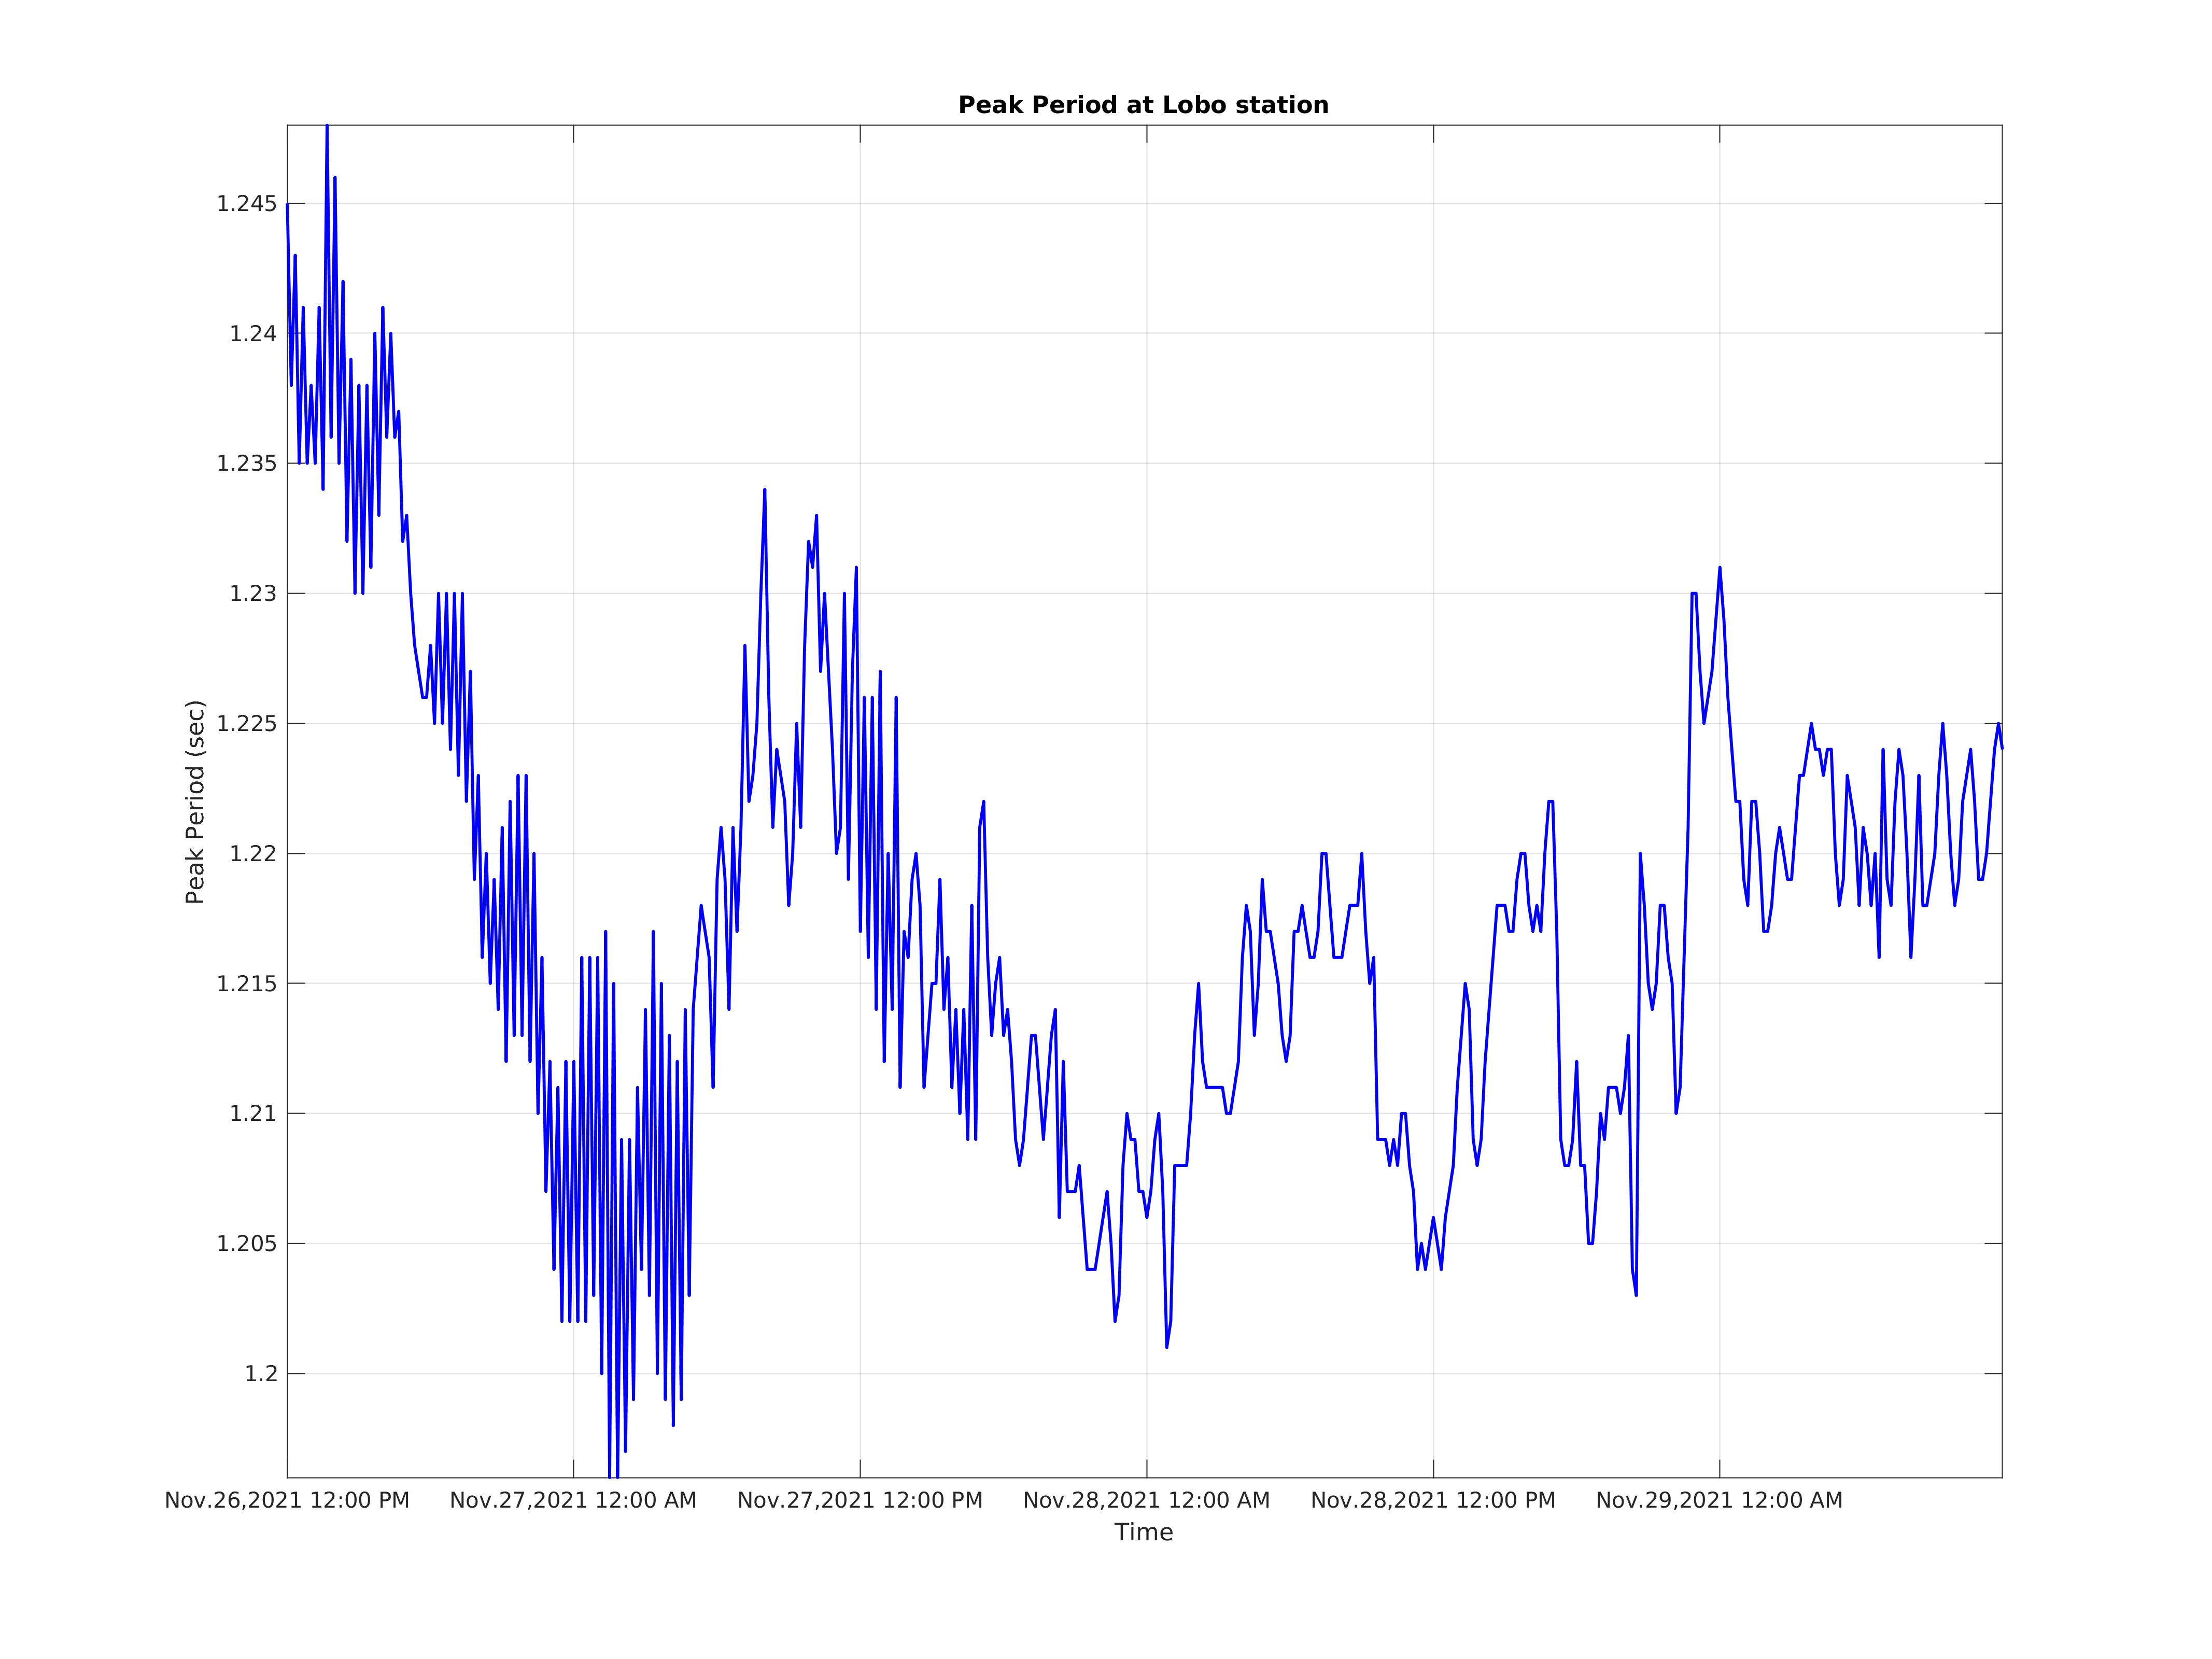 Peak Period at Lobo station
Peak Period (sec)
1.245
1.24
1.235
1.23
1.225
1.22
1.215
1.21
1.205
1.2
Nov.26,2021 12:00 PM Nov.27,2021 12:00 AM Nov.27,2021 12:00 PM Nov.28,2021 12:00 AM Nov.28,2021 12:00 PM Nov.29,2021 12:00 AM
Time